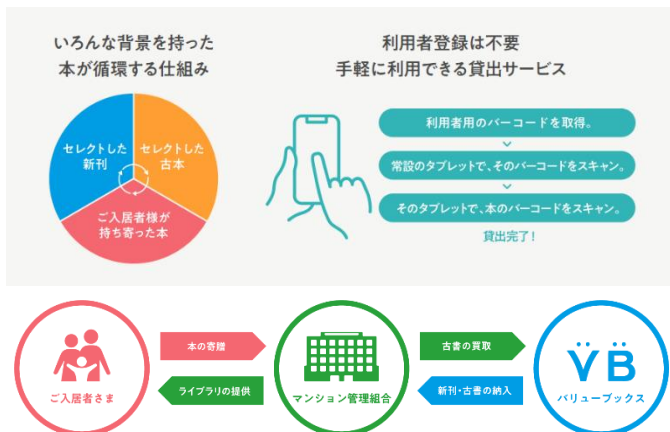 いろんな背景を持った
本が循環する仕組み
セレクトした
新刊
セレクトした
古本
ご入居者様が
持ち寄った本
利用者登録は不要
手軽に利用できる貸出サービス
利用者用のバーコードを取得。
常設のタブレットで、そのバーコードをスキャン。
そのタブレットで、本のバーコードをスキャン。
貸出完了！
ご入居者さま
本の寄贈
ライブラリの提供
マンション管理組合
古書の買取
新刊・古書の納入
VB
バリューブックス